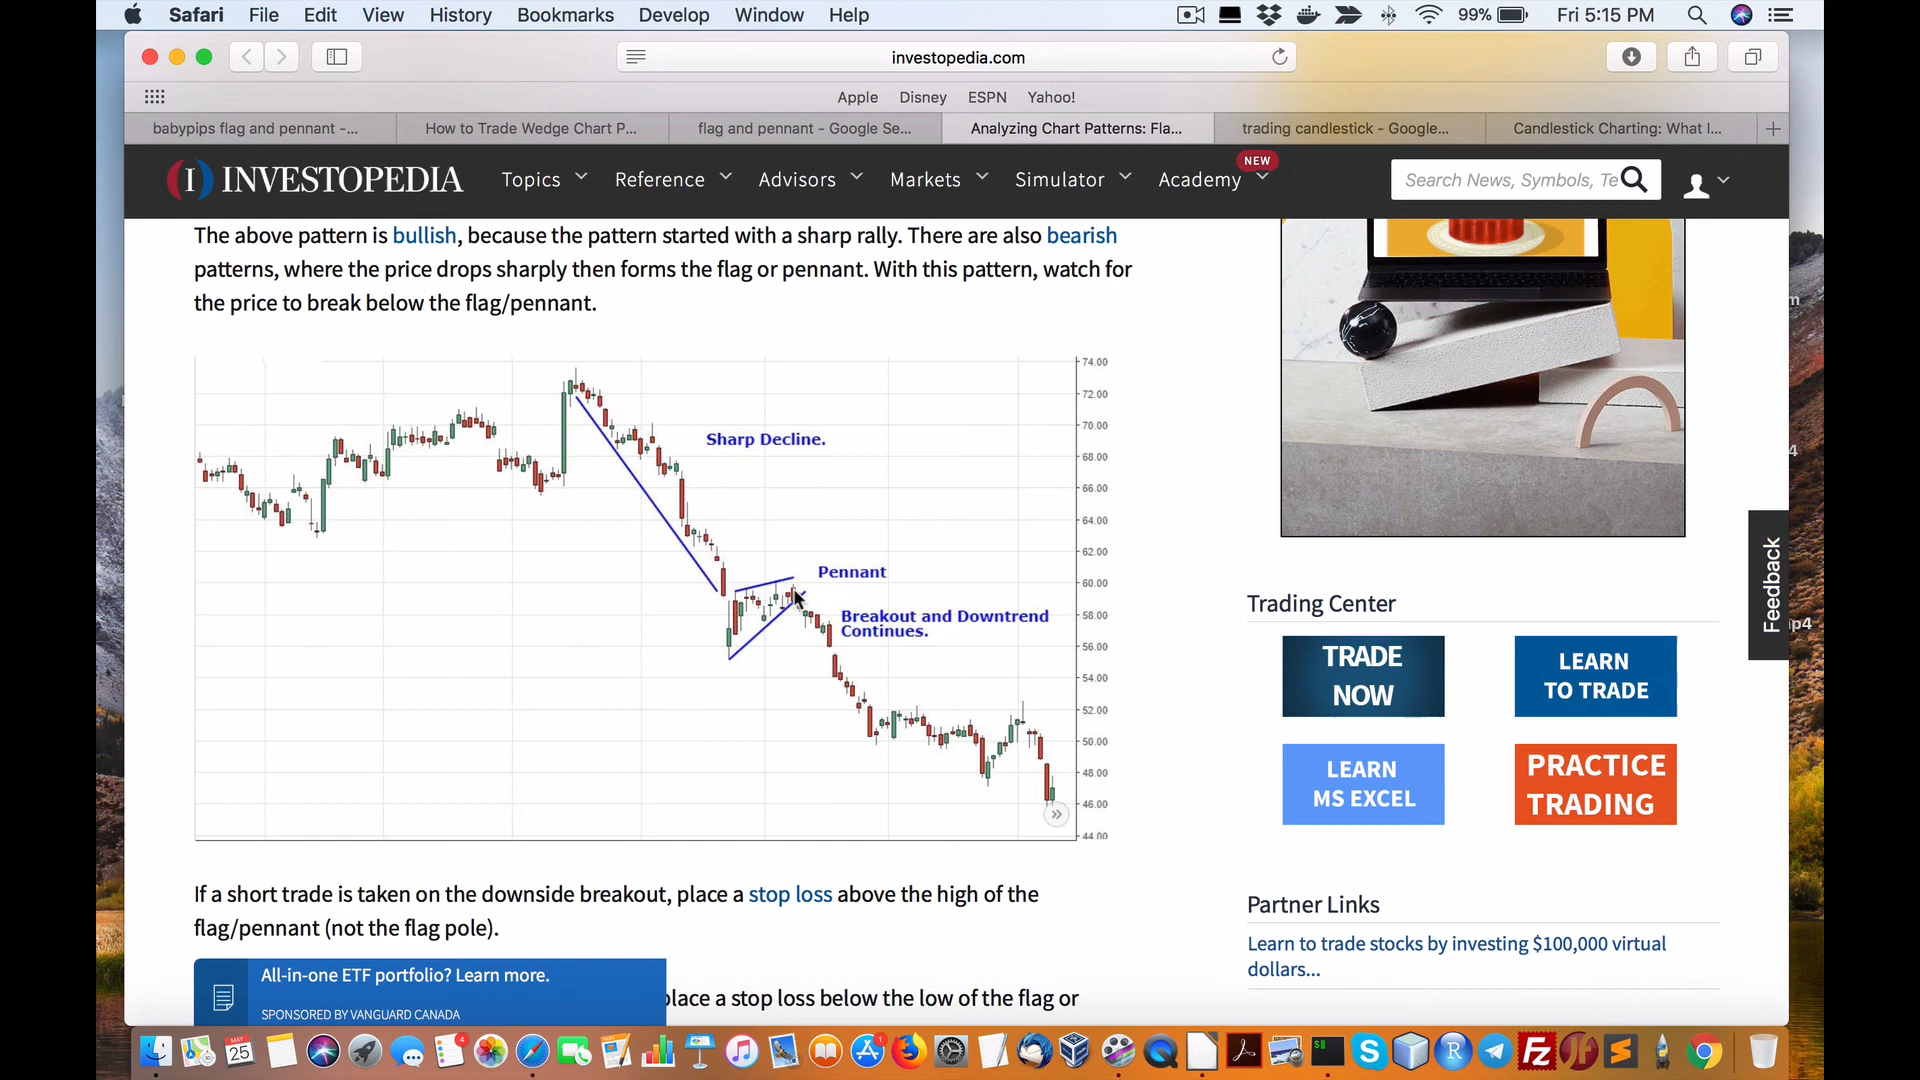 Safari File Edit View History Bookmarks Develop Window Help 99% Fri 5:15 PM
investopedia.com
Apple Disney ESPN Yahoo!
babypips flag and pennant -... How to Trade Wedge Chart P... flag and pennant - Google Se... Analyzing Chart Patterns: Fla... trading candlestick - Google... Candlestick Charting: What I...
INVESTOPEDIA Topics Reference Advisors Markets Simulator Academy NEW Search News, Symbols, Te
The above pattern is bullish, because the pattern started with a sharp rally. There are also bearish
patterns, where the price drops sharply then forms the flag or pennant. With this pattern, watch for
the price to break below the flag/pennant.
74.00
72.00
70.00
68.00
66.00
64.00
62.00
60.00
58.00
56.00
54.00
52.00
50.00
48.00
46.00
44.00
Sharp Decline.
Pennant
Breakout and Downtrend
Continues.
If a short trade is taken on the downside breakout, place a stop loss above the high of the
flag/pennant (not the flag pole).
All-in-one ETF portfolio? Learn more.
SPONSORED BY VANGUARD CANADA
place a stop loss below the low of the flag or
Feedback
Trading Center
TRADE
NOW
LEARN
TO TRADE
LEARN
MS EXCEL
PRACTICE
TRADING
Partner Links
Learn to trade stocks by investing $100,000 virtual
dollars...
MAY
25
4
1